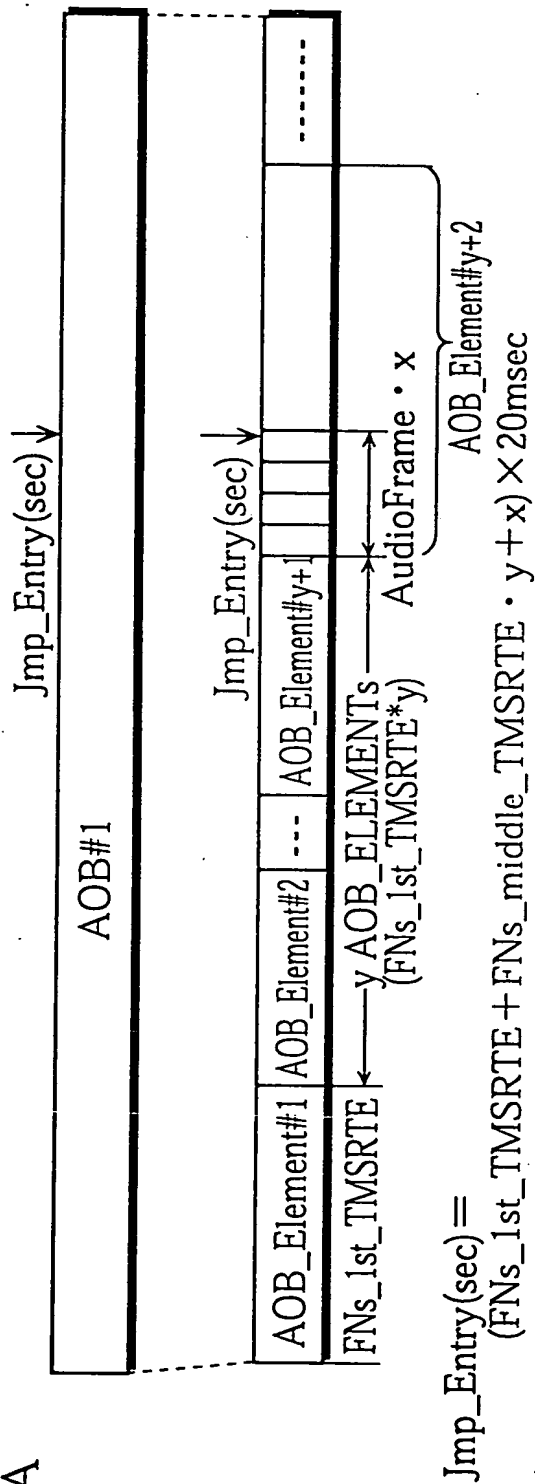 A
Jmp_Entry(sec)
AOB#1
Jmp_Entry(sec)
AOB_Element#1 AOB_Element#2 ---- AOB_Element#y+1 -------
FNs_1st_TMSRTE
y AOB_ELEMENTs
(FNs_1st_TMSRTE*y)
AudioFrame・x
AOB_Element#y+2
Jmp_Entry(sec)=
(FNs_1st_TMSRTE+FNs_middle_TMSRTE・y+x)×20msec